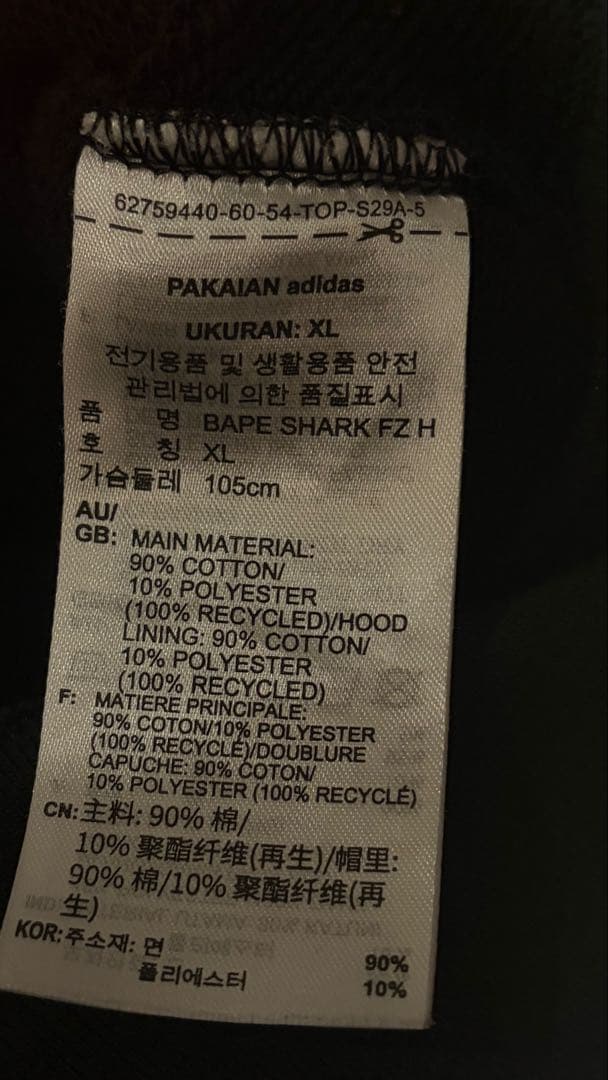 62759440-60-54-TOP-S29A-5
PAKAIAN adidas
UKURAN: XL
전기용품 및 생활용품 안전
관리법에 의한 품질표시
품 명 BAPE SHARK FZ H
호 칭 XL
가슴둘레 105cm
AU/
GB: MAIN MATERIAL:
90% COTTON/
10% POLYESTER
(100% RECYCLED)/HOOD
LINING: 90% COTTON/
10% POLYESTER
(100% RECYCLED)
F: MATIERE PRINCIPALE:
90% COTON/10% POLYESTER
(100% RECYCLÉ)/DOUBLURE
CAPUCHE: 90% COTON/
10% POLYESTER (100% RECYCLÉ)
CN: 主料: 90% 棉/
10% 聚酯纤维(再生)/帽里:
90% 棉/10% 聚酯纤维(再
生)
KOR: 주소재: 면 90%
폴리에스터 10%